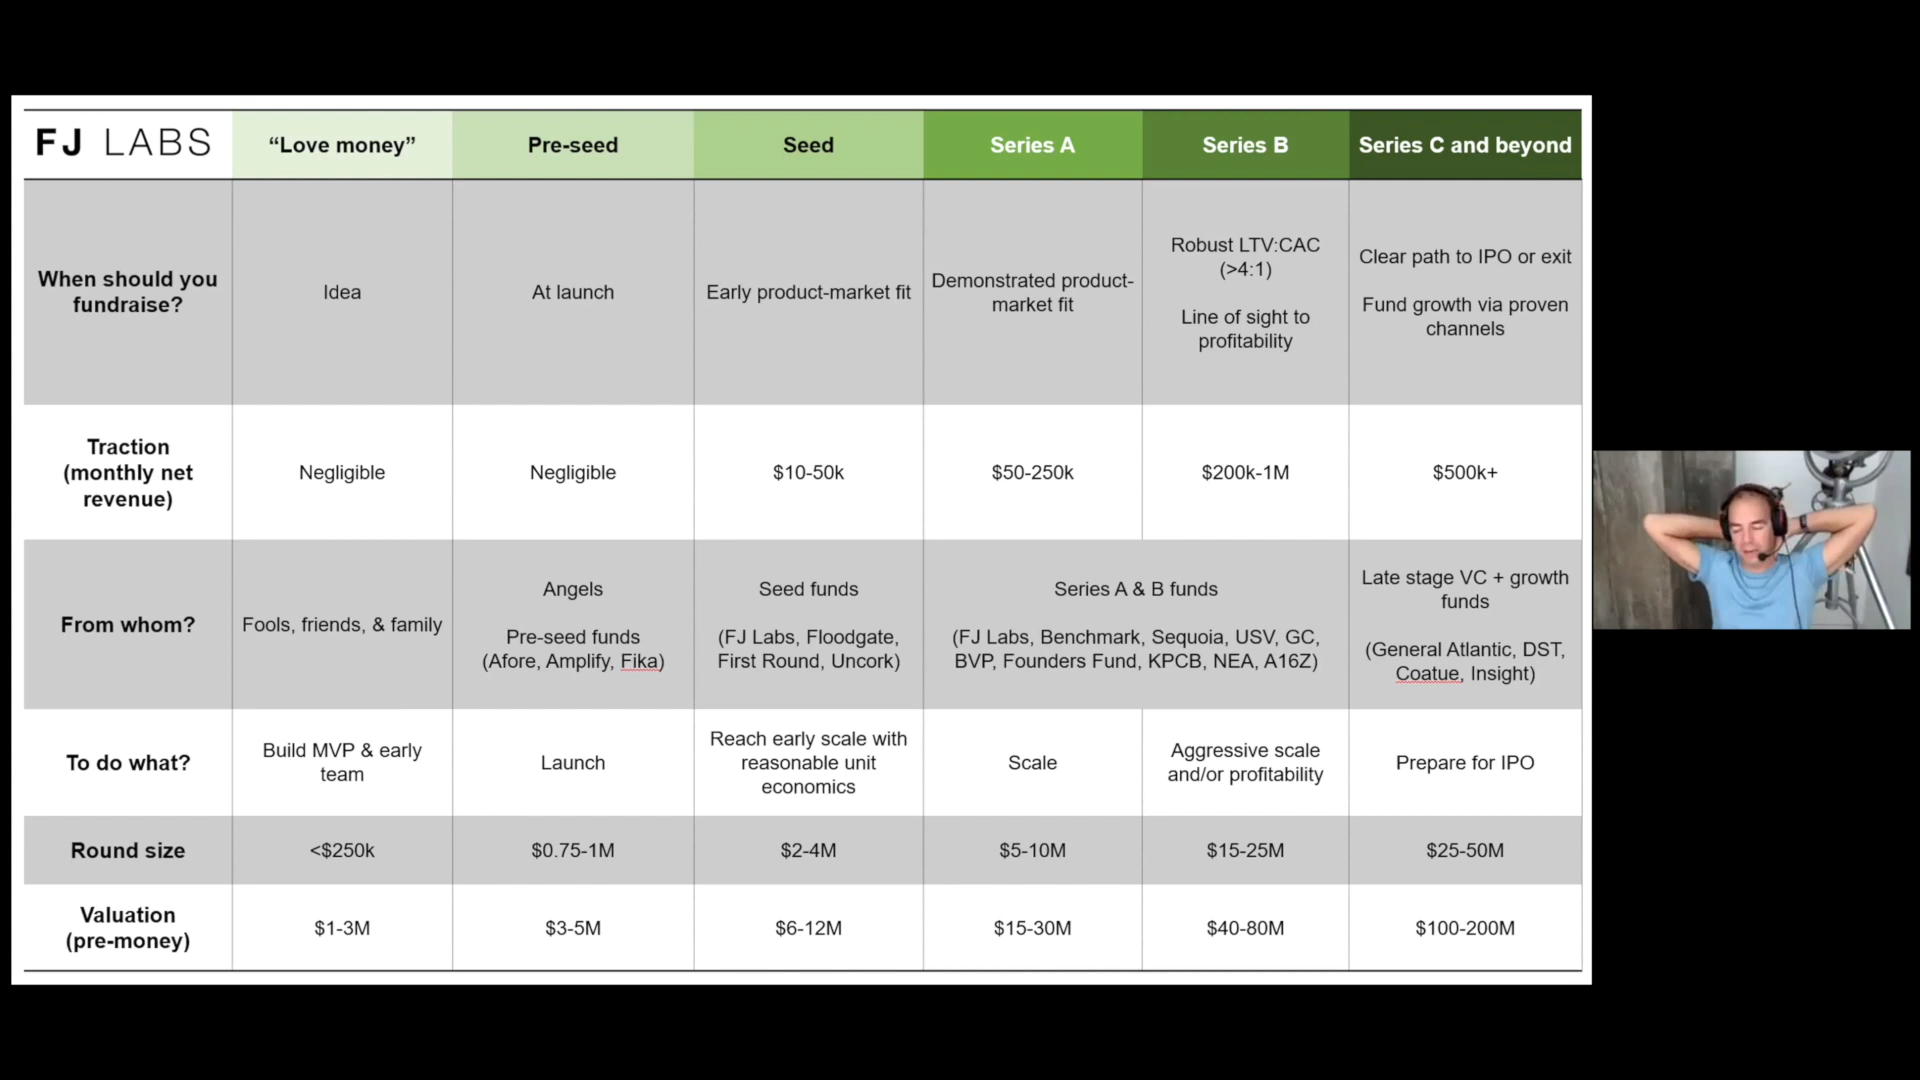 FJ LABS
“Love money”
Pre-seed
Seed
Series A
Series B
Series C and beyond
When should you
fundraise?
Idea
At launch
Early product-market fit
Demonstrated product-
market fit
Robust LTV:CAC
(>4:1)
Line of sight to
profitability
Clear path to IPO or exit
Fund growth via proven
channels
Traction
(monthly net
revenue)
Negligible
Negligible
$10-50k
$50-250k
$200k-1M
$500k+
From whom?
Fools, friends, & family
Angels
Pre-seed funds
(Afore, Amplify, Fika)
Seed funds
(FJ Labs, Floodgate,
First Round, Uncork)
Series A & B funds
(FJ Labs, Benchmark, Sequoia, USV, GC,
BVP, Founders Fund, KPCB, NEA, A16Z)
Late stage VC + growth
funds
(General Atlantic, DST,
Coatue, Insight)
To do what?
Build MVP & early
team
Launch
Reach early scale with
reasonable unit
economics
Scale
Aggressive scale
and/or profitability
Prepare for IPO
Round size
<$250k
$0.75-1M
$2-4M
$5-10M
$15-25M
$25-50M
Valuation
(pre-money)
$1-3M
$3-5M
$6-12M
$15-30M
$40-80M
$100-200M